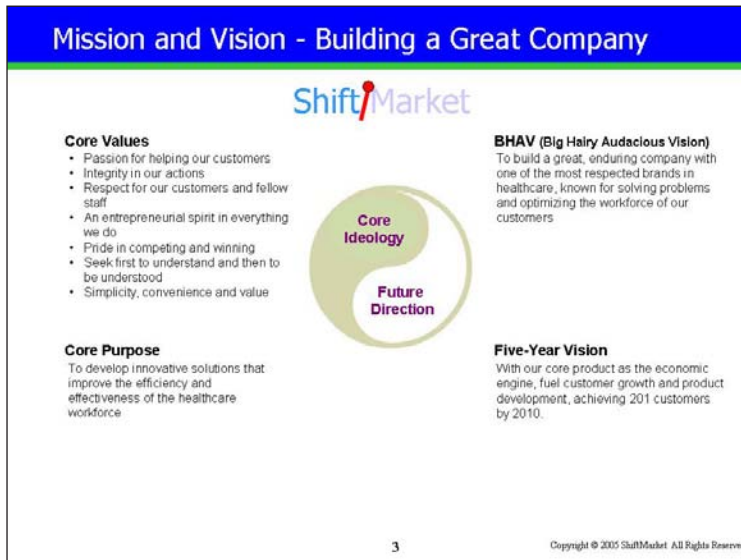 Mission and Vision - Building a Great Company
ShiftMarket
Core Values
• Passion for helping our customers
• Integrity in our actions
• Respect for our customers and fellow
staff
• An entrepreneurial spirit in everything
we do
• Pride in competing and winning
• Seek first to understand and then to
be understood
• Simplicity, convenience and value
Core Purpose
To develop innovative solutions that
improve the efficiency and
effectiveness of the healthcare
workforce
Core
Ideology
Future
Direction
BHAV (Big Hairy Audacious Vision)
To build a great, enduring company with
one of the most respected brands in
healthcare, known for solving problems
and optimizing the workforce of our
customers
Five-Year Vision
With our core product as the economic
engine, fuel customer growth and product
development, achieving 201 customers
by 2010.
3
Copyright © 2005 ShiftMarket All Rights Reserve